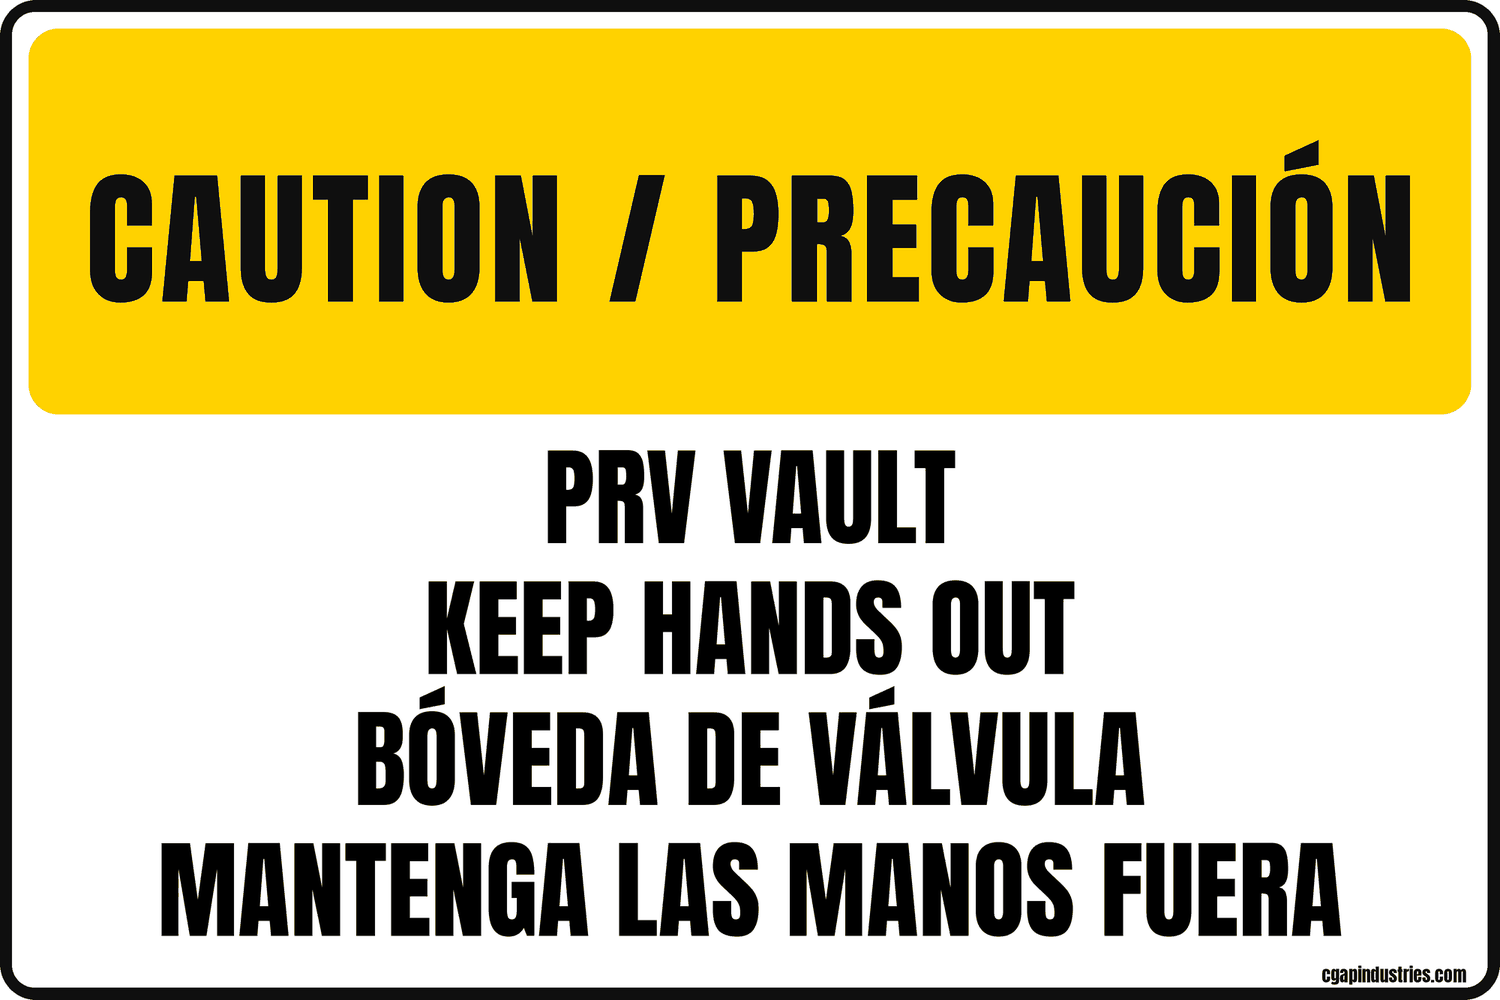 CAUTION / PRECAUCIÓN
PRV VAULT
KEEP HANDS OUT
BÓVEDA DE VÁLVULA
MANTENGA LAS MANOS FUERA
cgapindustries.com